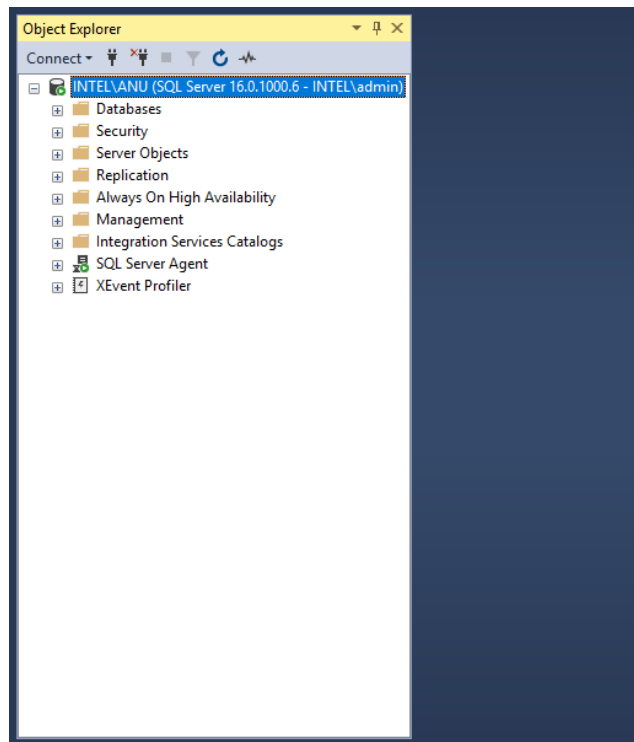 Object Explorer
Connect
INTEL\ANU (SQL Server 16.0.1000.6 - INTEL\admin)
Databases
Security
Server Objects
Replication
Always On High Availability
Management
Integration Services Catalogs
SQL Server Agent
XEvent Profiler